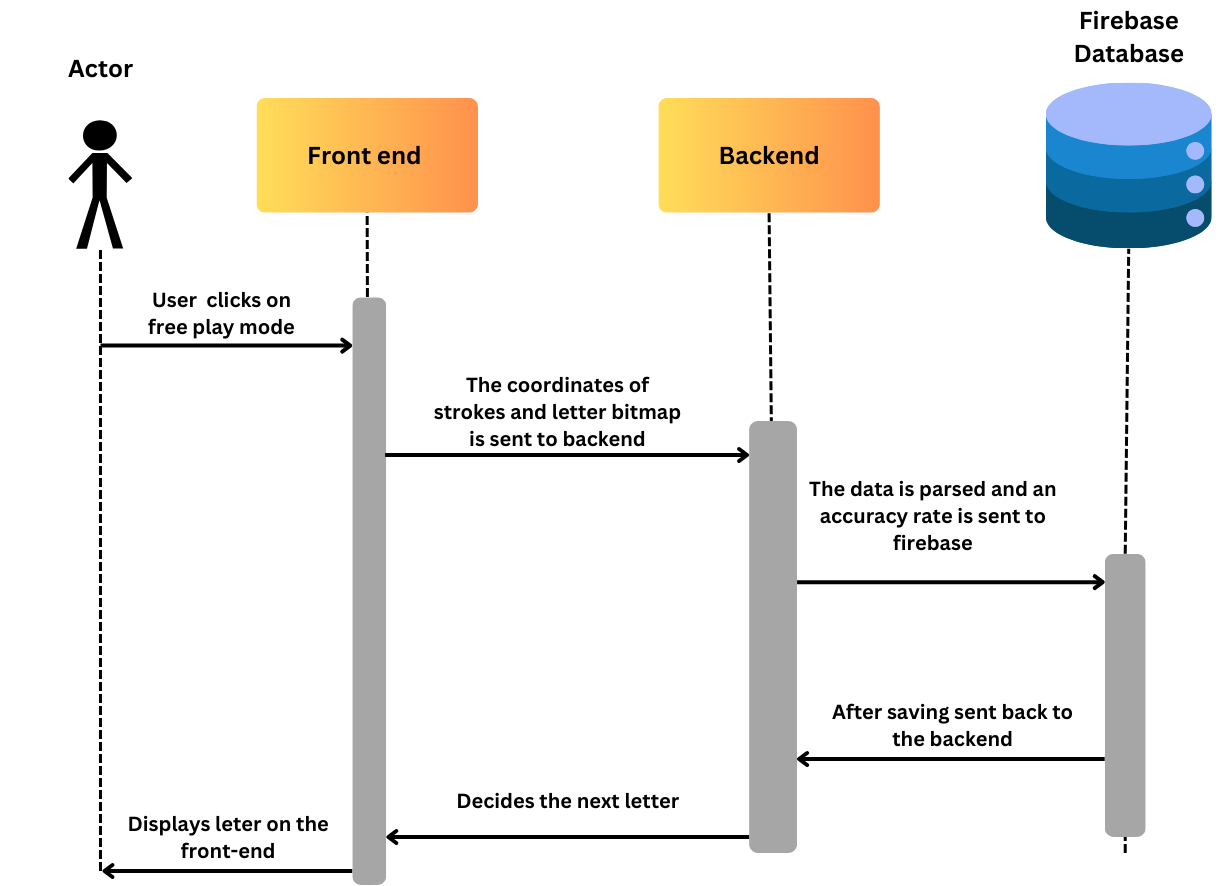 Firebase
Database
Actor
Front end
Backend
User  clicks on
free play mode
The coordinates of
strokes and letter bitmap
is sent to backend
The data is parsed and an
accuracy rate is sent to
firebase
After saving sent back to
the backend
Decides the next letter
Displays leter on the
front-end